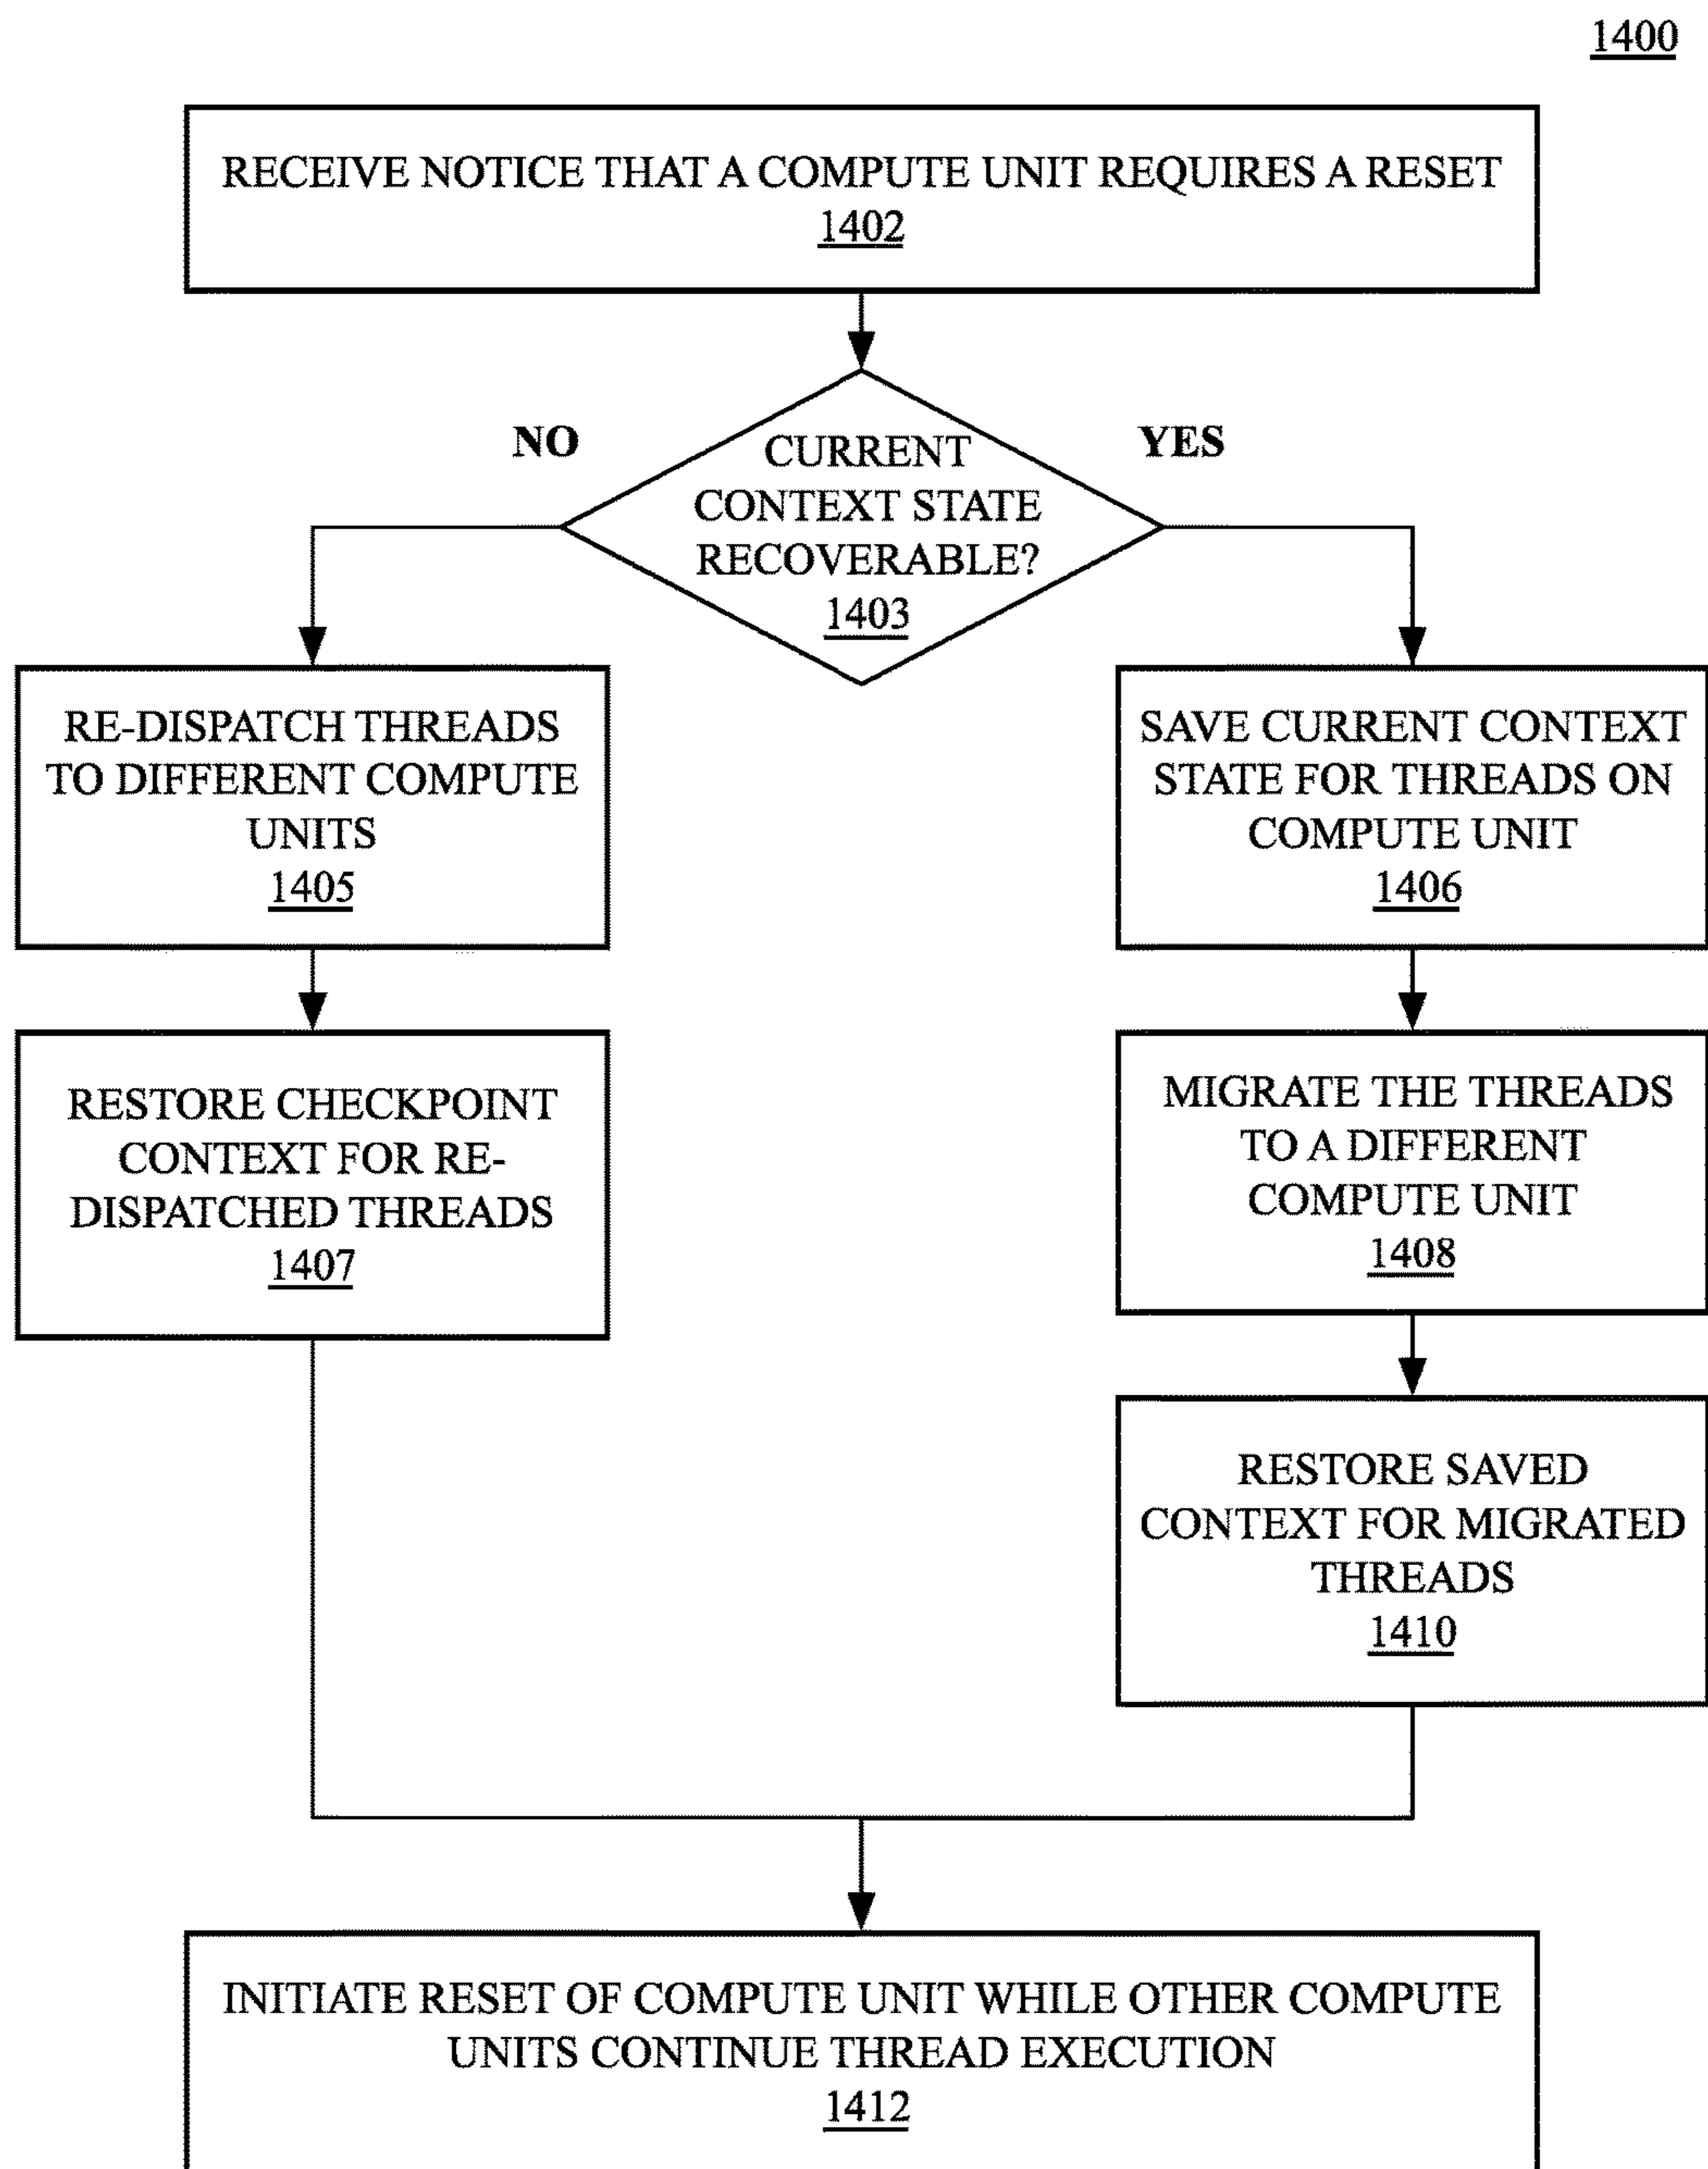 1400
RECEIVE NOTICE THAT A COMPUTE UNIT REQUIRES A RESET
1402
NO
YES
CURRENT
CONTEXT STATE
RECOVERABLE?
1403
RE-DISPATCH THREADS
TO DIFFERENT COMPUTE
UNITS
1405
SAVE CURRENT CONTEXT
STATE FOR THREADS ON
COMPUTE UNIT
1406
RESTORE CHECKPOINT
CONTEXT FOR RE-
DISPATCHED THREADS
1407
MIGRATE THE THREADS
TO A DIFFERENT
COMPUTE UNIT
1408
RESTORE SAVED
CONTEXT FOR MIGRATED
THREADS
1410
INITIATE RESET OF COMPUTE UNIT WHILE OTHER COMPUTE
UNITS CONTINUE THREAD EXECUTION
1412